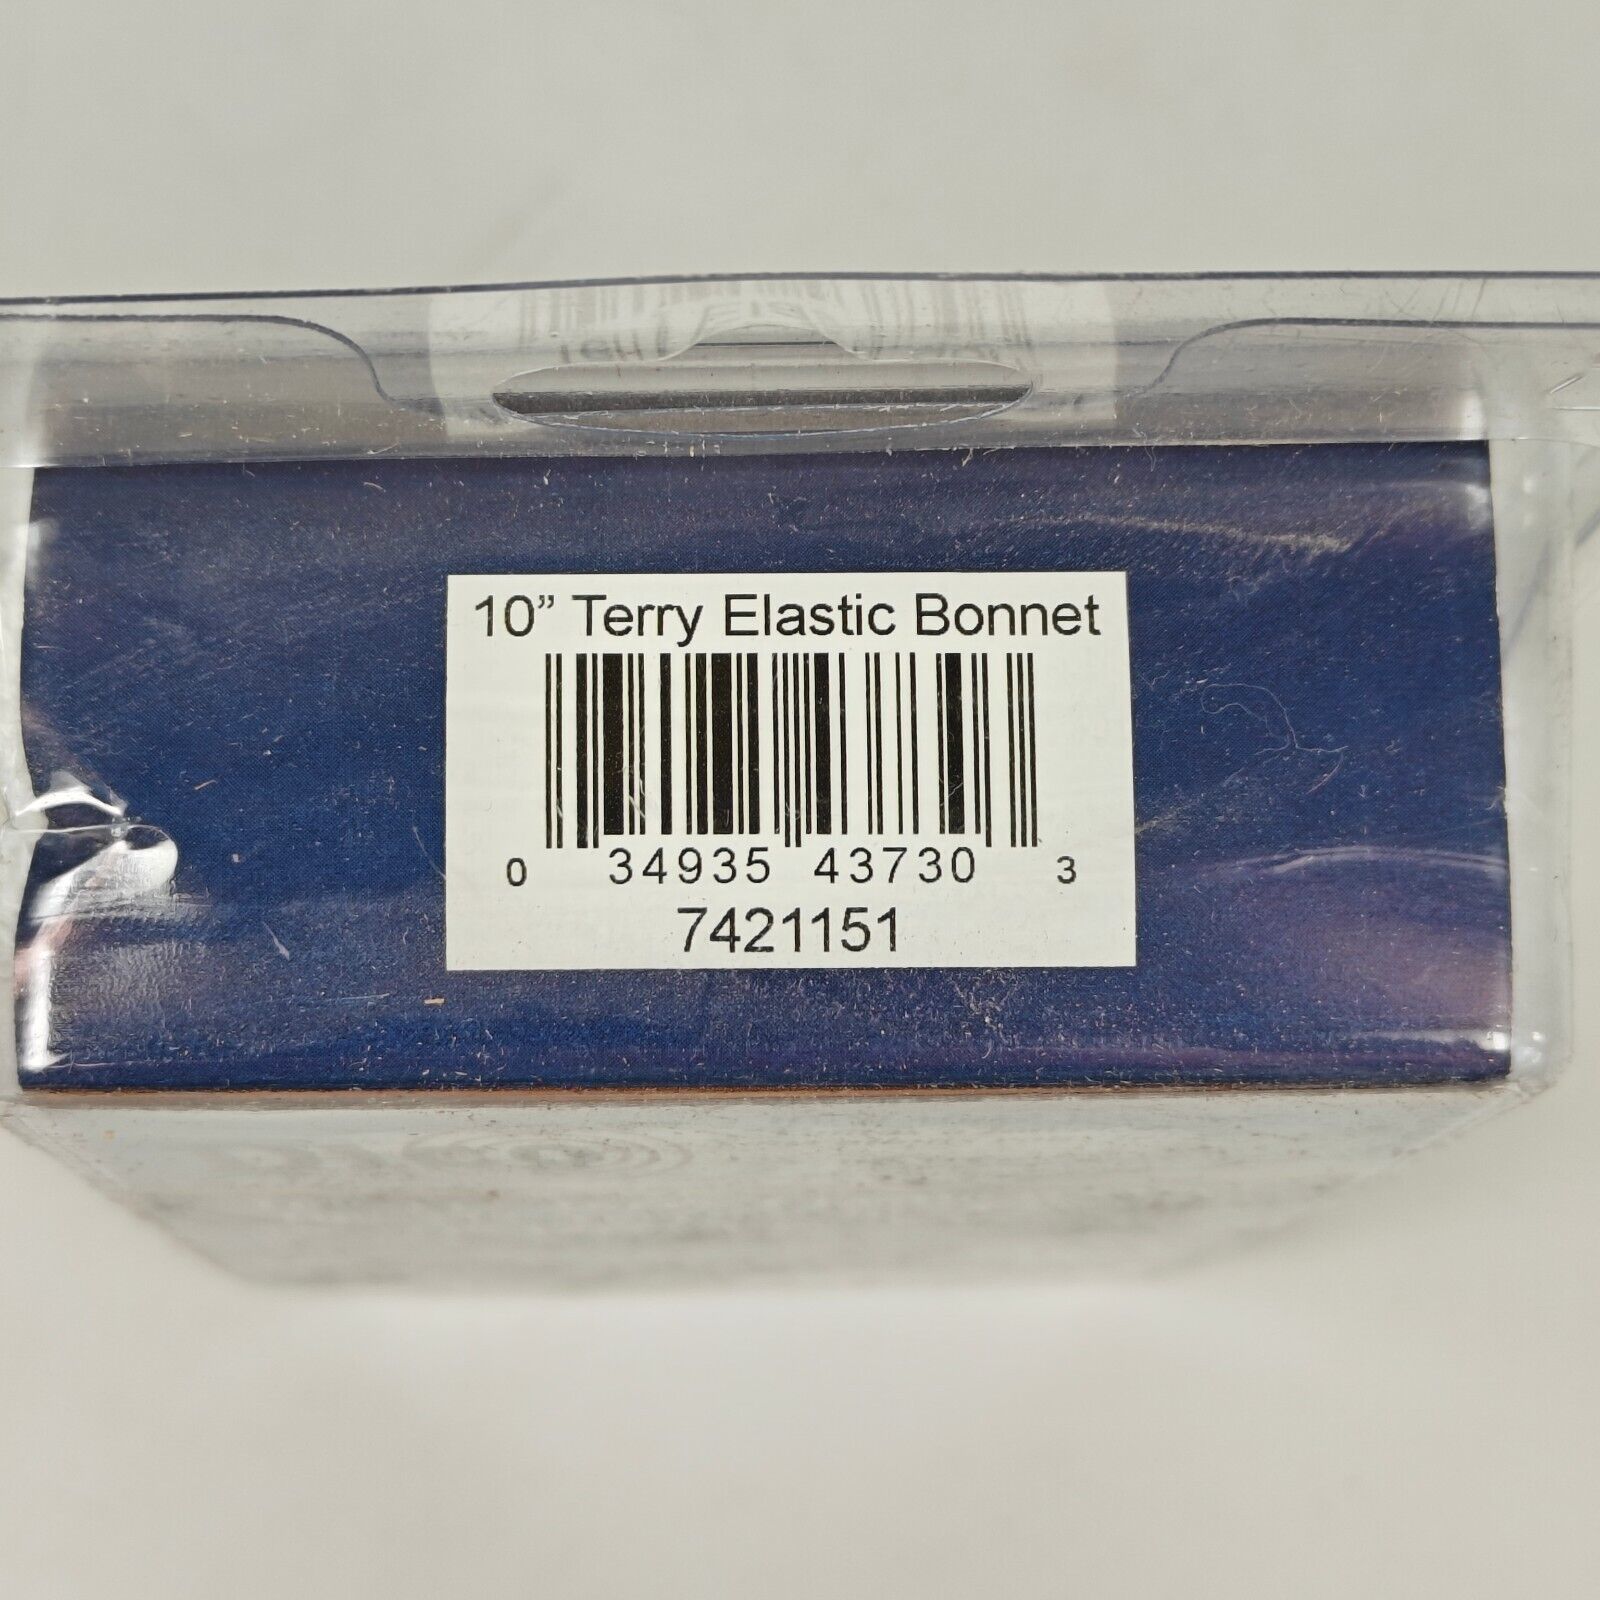 10” Terry Elastic Bonnet
0 34935 43730 3
7421151